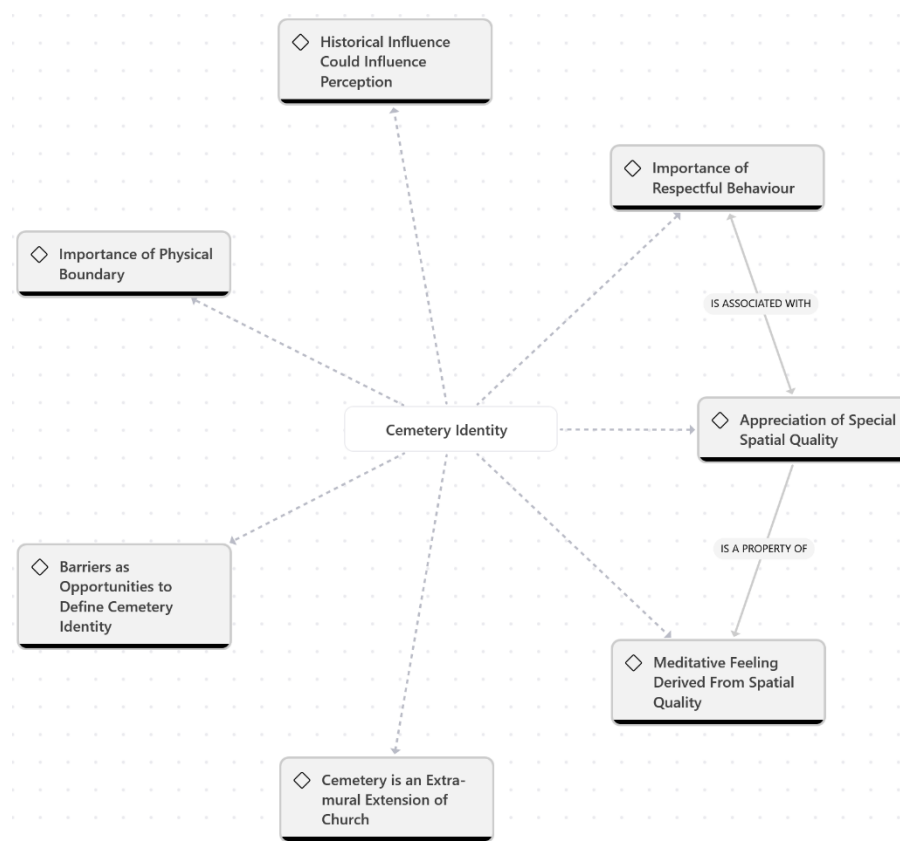 Historical Influence
Could Influence
Perception
Importance of
Respectful Behaviour
Importance of Physical
Boundary
IS ASSOCIATED WITH
Cemetery Identity
Appreciation of Special
Spatial Quality
IS A PROPERTY OF
Barriers as
Opportunities to
Define Cemetery
Identity
Meditative Feeling
Derived From Spatial
Quality
Cemetery is an Extra-
mural Extension of
Church